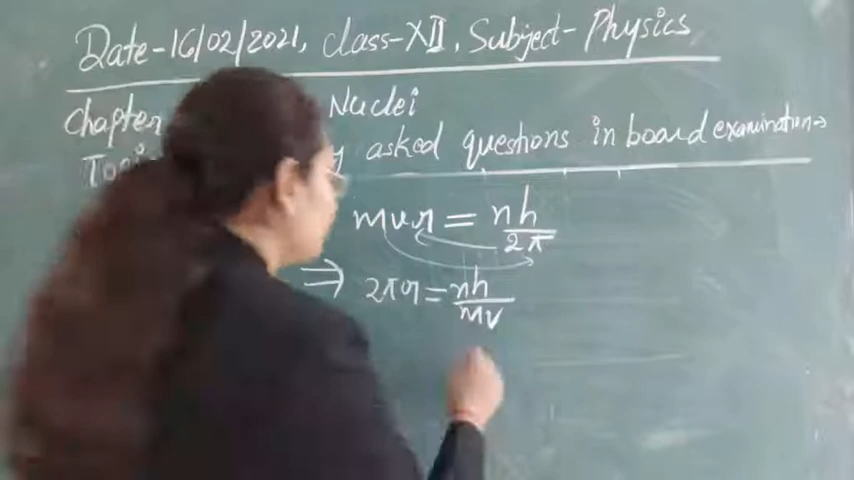 Date-16/02/2021, class-XII, Subject- Physics
Chapter Nuclei
asked questions in board examination→
mvr = nh/2π
⇒ 2πr = nh/mv